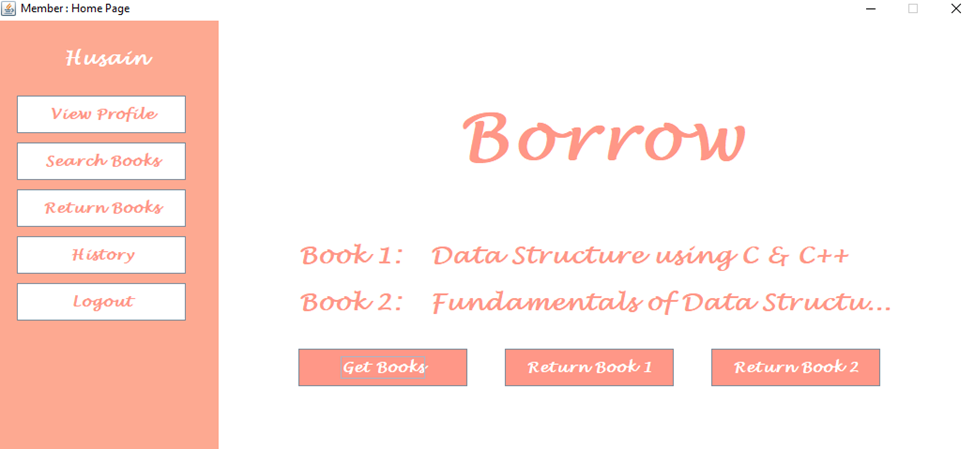 Member : Home Page
Husain
View Profile
Search Books
Return Books
History
Logout
Borrow
Book 1: Data Structure using C & C++
Book 2: Fundamentals of Data Structu...
Get Books
Return Book 1
Return Book 2